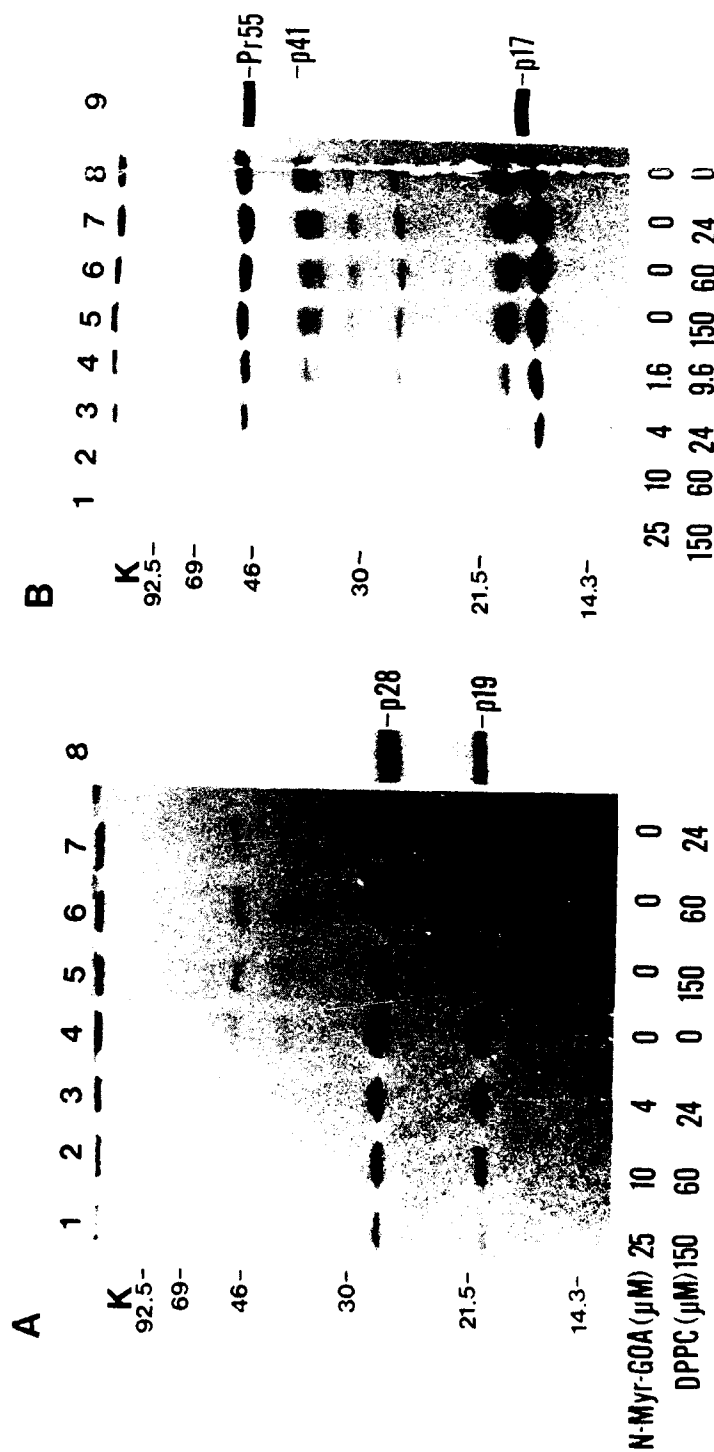 A
1 2 3 4 5 6 7 8
K
92.5–
69–
46–
30–
21.5–
14.3–
–p28
–p19
N-Myr-GOA (μM) 25 10 4 0 0 0 0
DPPC (μM) 150 60 24 0 150 60 24
B
1 2 3 4 5 6 7 8 9
K
92.5–
69–
46–
30–
21.5–
14.3–
–Pr55
–p41
–p17
25 10 4 1.6 0 0 0 0
150 60 24 9.6 150 60 24 0